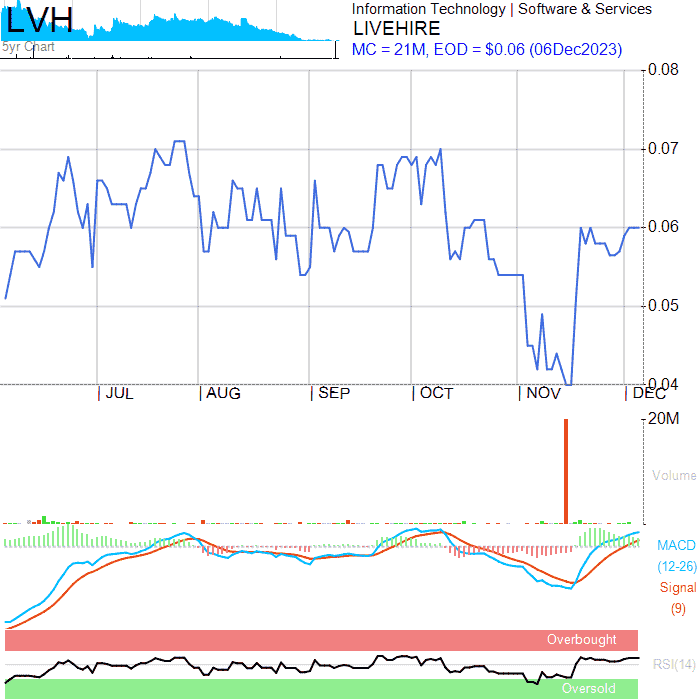 LVH
5yr Chart
Information Technology | Software & Services
LIVEHIRE
MC = 21M, EOD = $0.06 (06Dec2023)
0.08
0.07
0.06
0.05
0.04
JUL
AUG
SEP
OCT
NOV
DEC
20M
Volume
MACD
(12-26)
Signal
(9)
Overbought
RSI(14)
Oversold